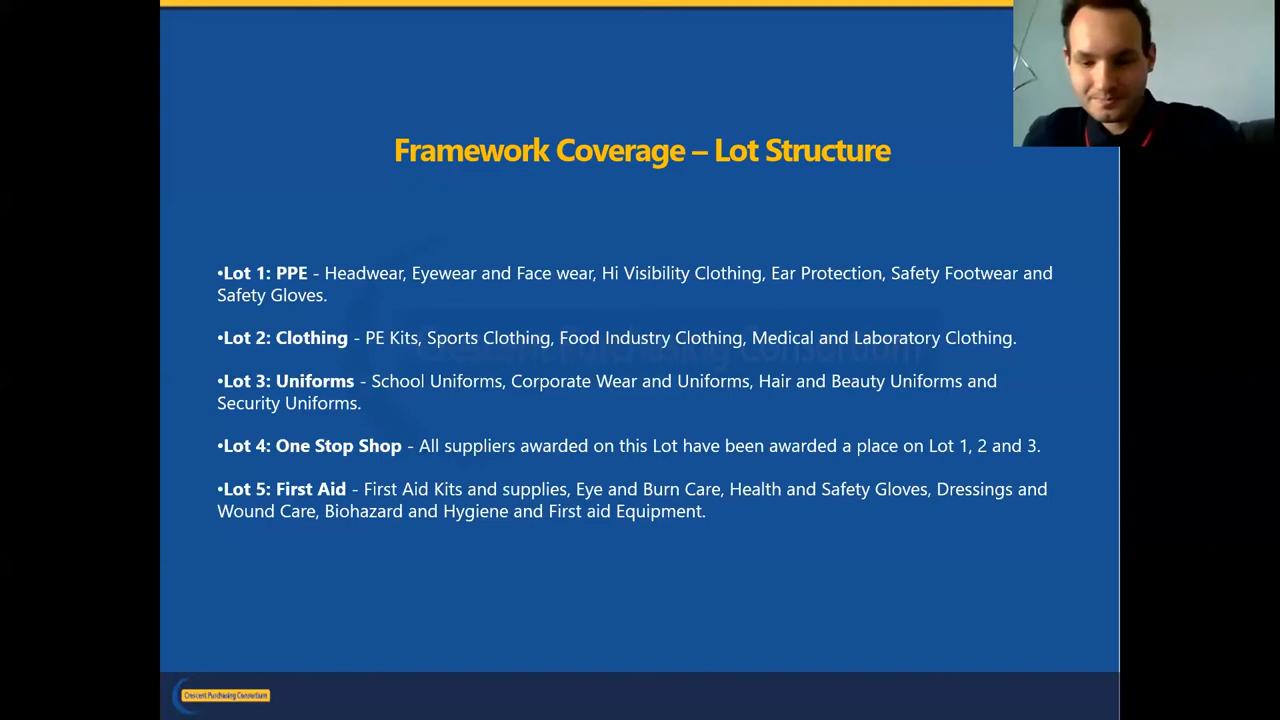 Framework Coverage – Lot Structure
•Lot 1: PPE - Headwear, Eyewear and Face wear, Hi Visibility Clothing, Ear Protection, Safety Footwear and
Safety Gloves.
•Lot 2: Clothing - PE Kits, Sports Clothing, Food Industry Clothing, Medical and Laboratory Clothing.
•Lot 3: Uniforms - School Uniforms, Corporate Wear and Uniforms, Hair and Beauty Uniforms and
Security Uniforms.
•Lot 4: One Stop Shop - All suppliers awarded on this Lot have been awarded a place on Lot 1, 2 and 3.
•Lot 5: First Aid - First Aid Kits and supplies, Eye and Burn Care, Health and Safety Gloves, Dressings and
Wound Care, Biohazard and Hygiene and First aid Equipment.
Crescent Purchasing Consortium